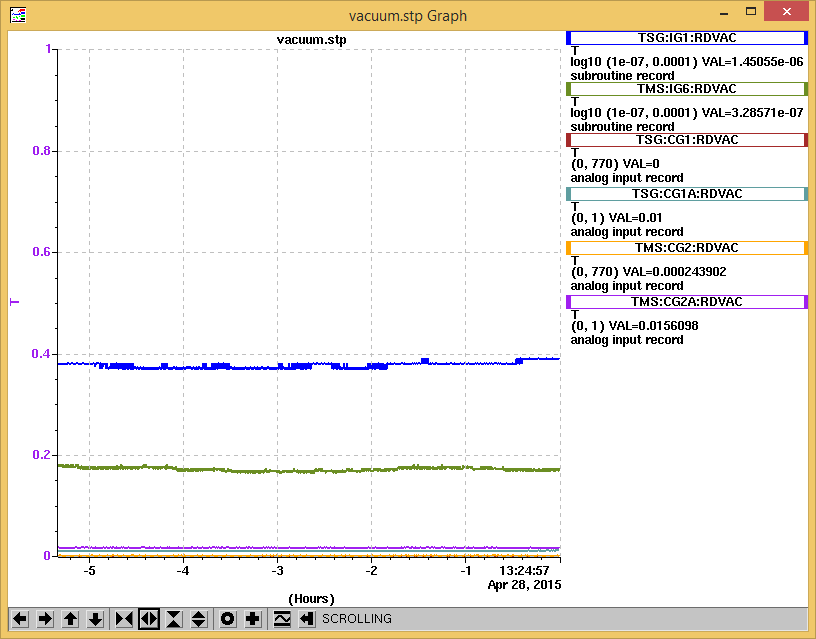 vacuum.stp Graph
vacuum.stp
1
0.8
0.6
T
0.4
0.2
0
-5
-4
-3
-2
-1
13:24:57
Apr 28, 2015
(Hours)
TSG:IG1:RDVAC
T
log10 (1e-07, 0.0001) VAL=1.45055e-06
subroutine record
TMS:IG6:RDVAC
T
log10 (1e-07, 0.0001) VAL=3.28571e-07
subroutine record
TSG:CG1:RDVAC
T
(0, 770) VAL=0
analog input record
TSG:CG1A:RDVAC
T
(0, 1) VAL=0.01
analog input record
TMS:CG2:RDVAC
T
(0, 770) VAL=0.000243902
analog input record
TMS:CG2A:RDVAC
T
(0, 1) VAL=0.0156098
analog input record
SCROLLING